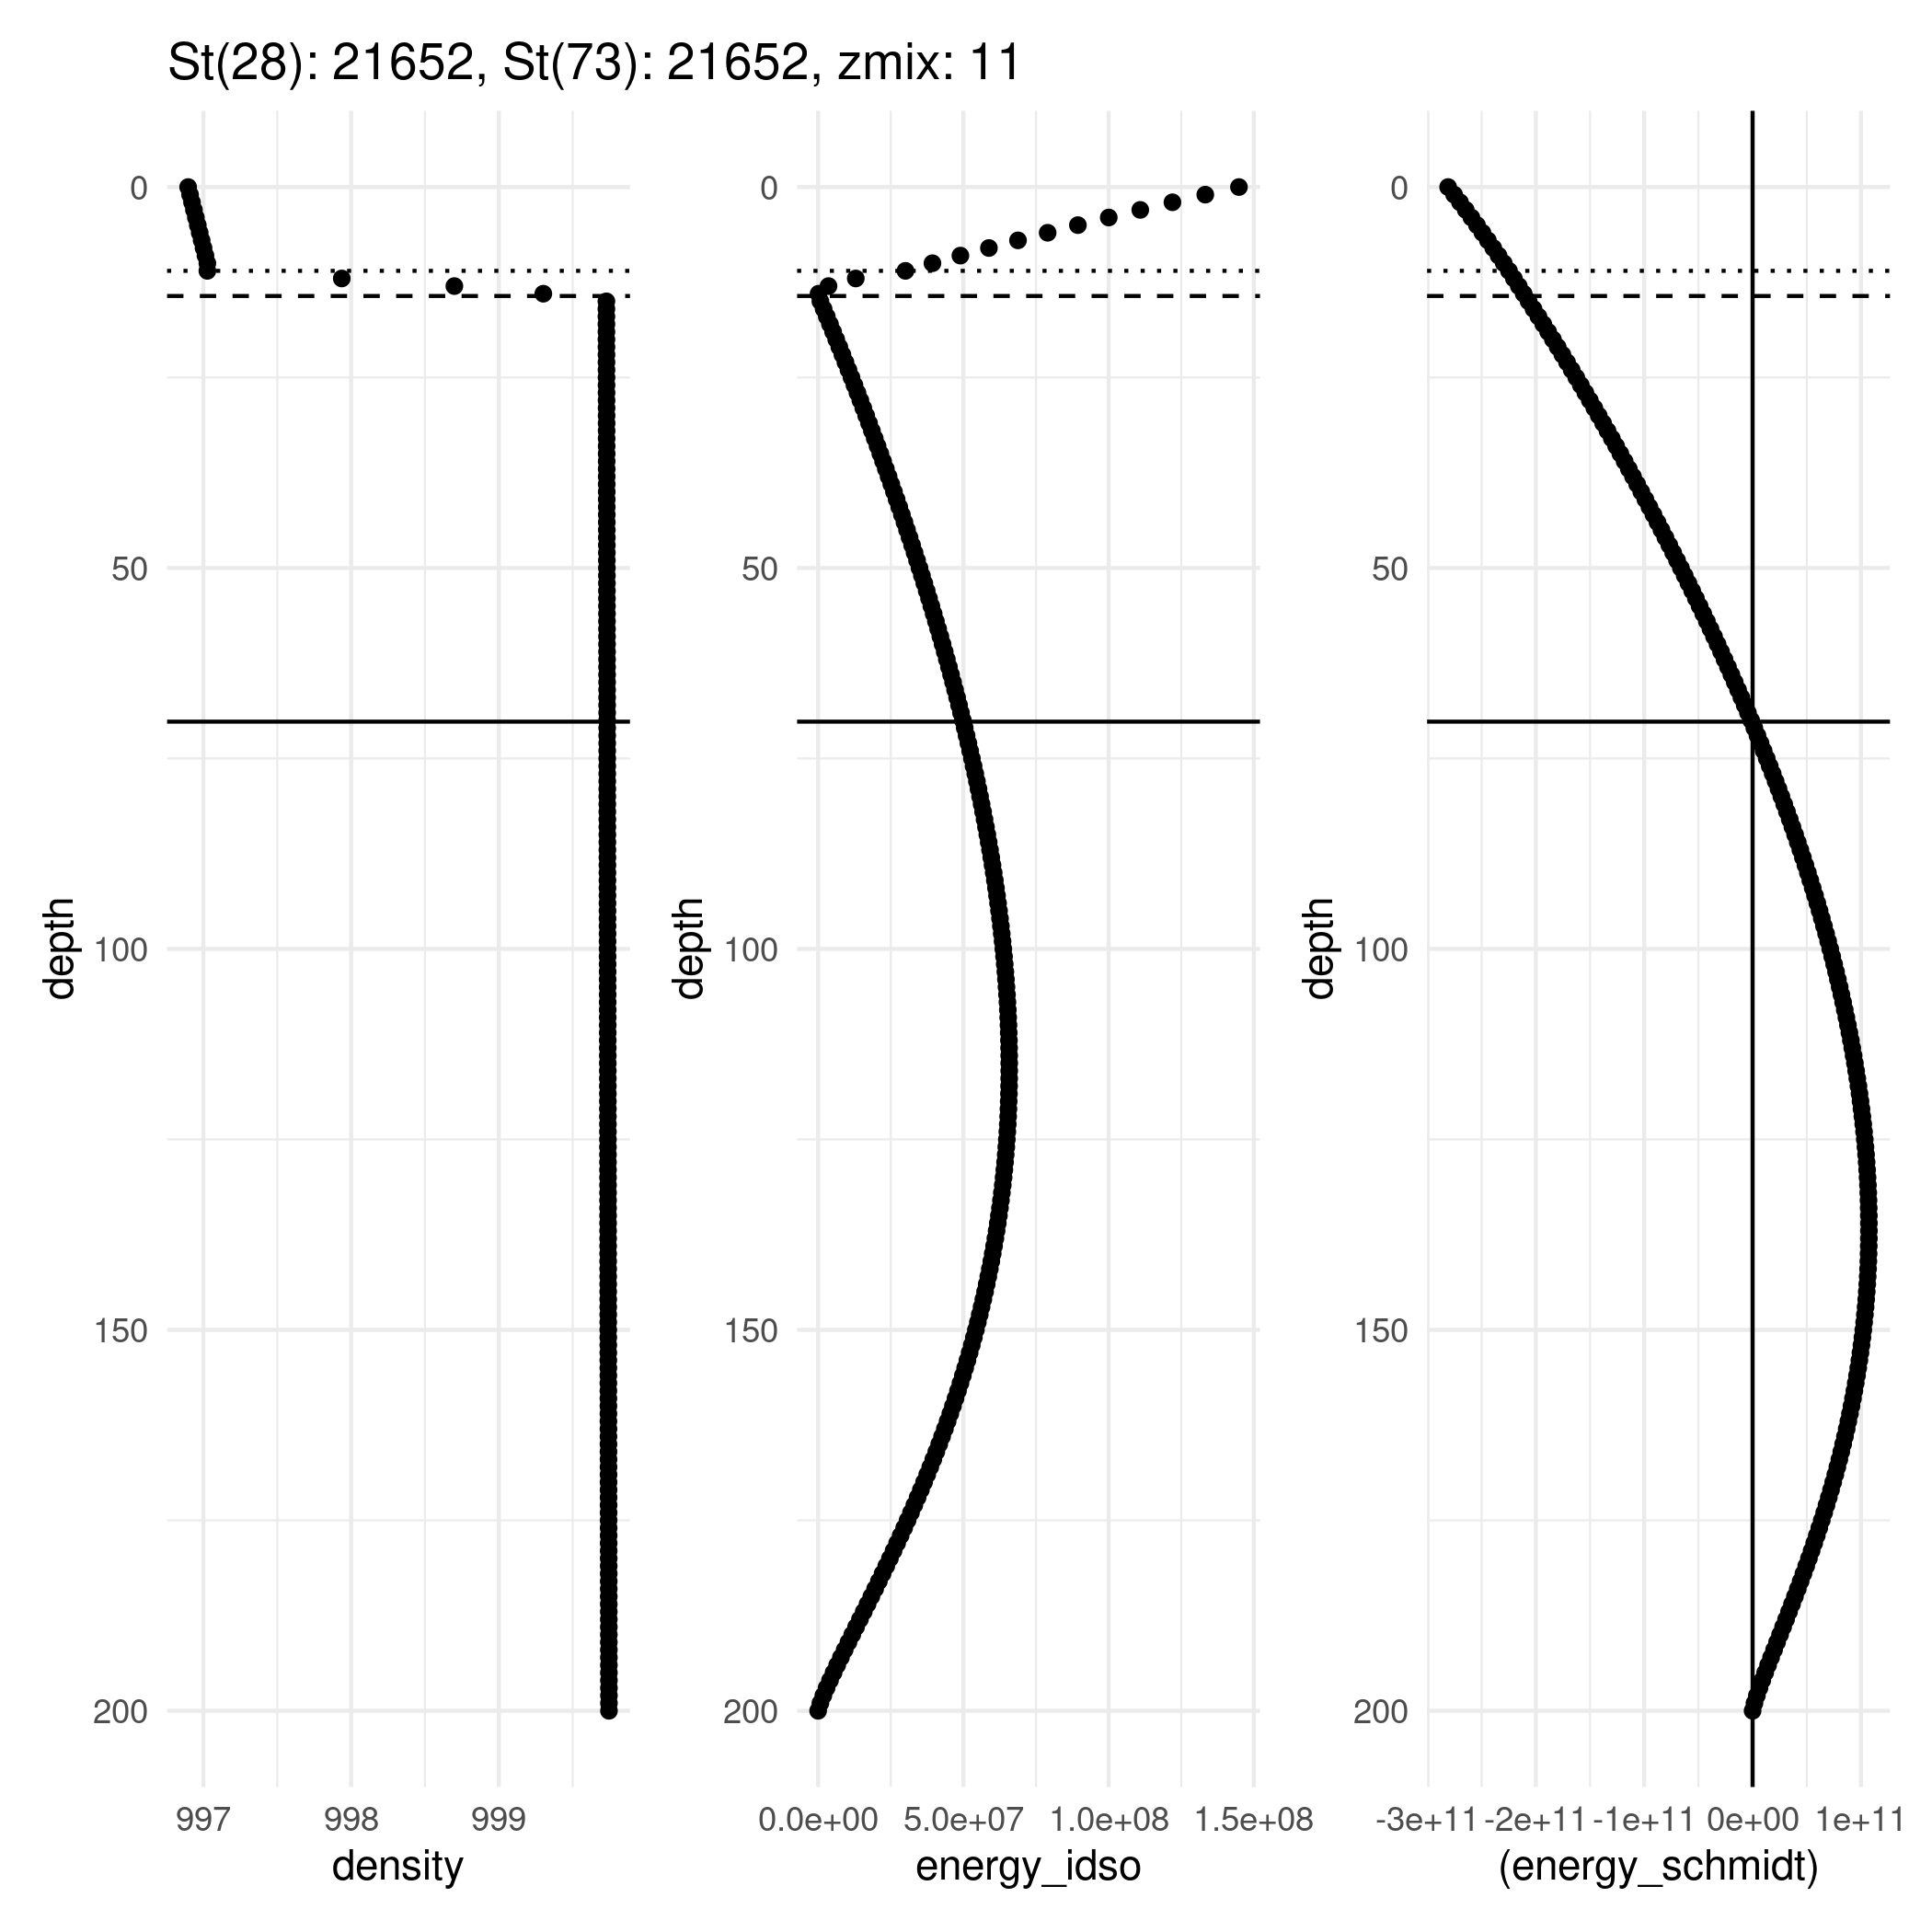 St(28): 21652, St(73): 21652, zmix: 11
depth
0
50
100
150
200
997 998 999
density
depth
0
50
100
150
200
0.0e+00 5.0e+07 1.0e+08 1.5e+08
energy_idso
depth
0
50
100
150
200
-3e+11 -2e+11 -1e+11 0e+00 1e+11
(energy_schmidt)